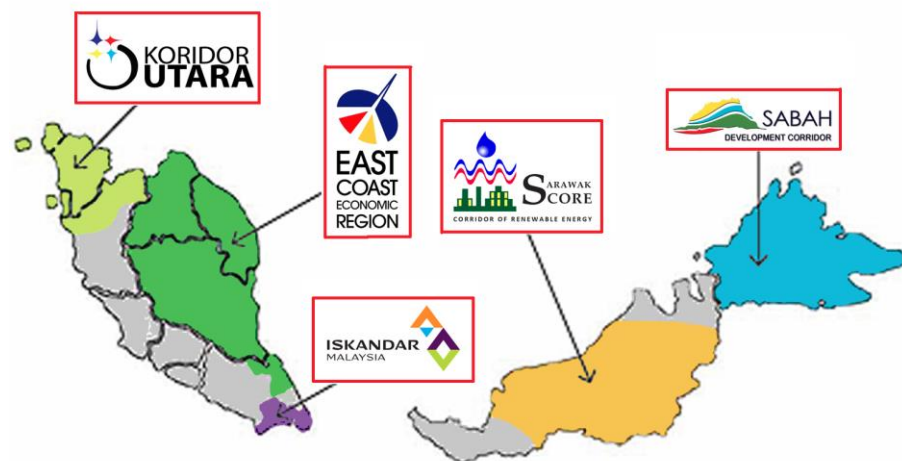 KORIDOR
UTARA
EAST
COAST
ECONOMIC
REGION
SARAWAK
SCORE
CORRIDOR OF RENEWABLE ENERGY
SABAH
DEVELOPMENT CORRIDOR
ISKANDAR
MALAYSIA